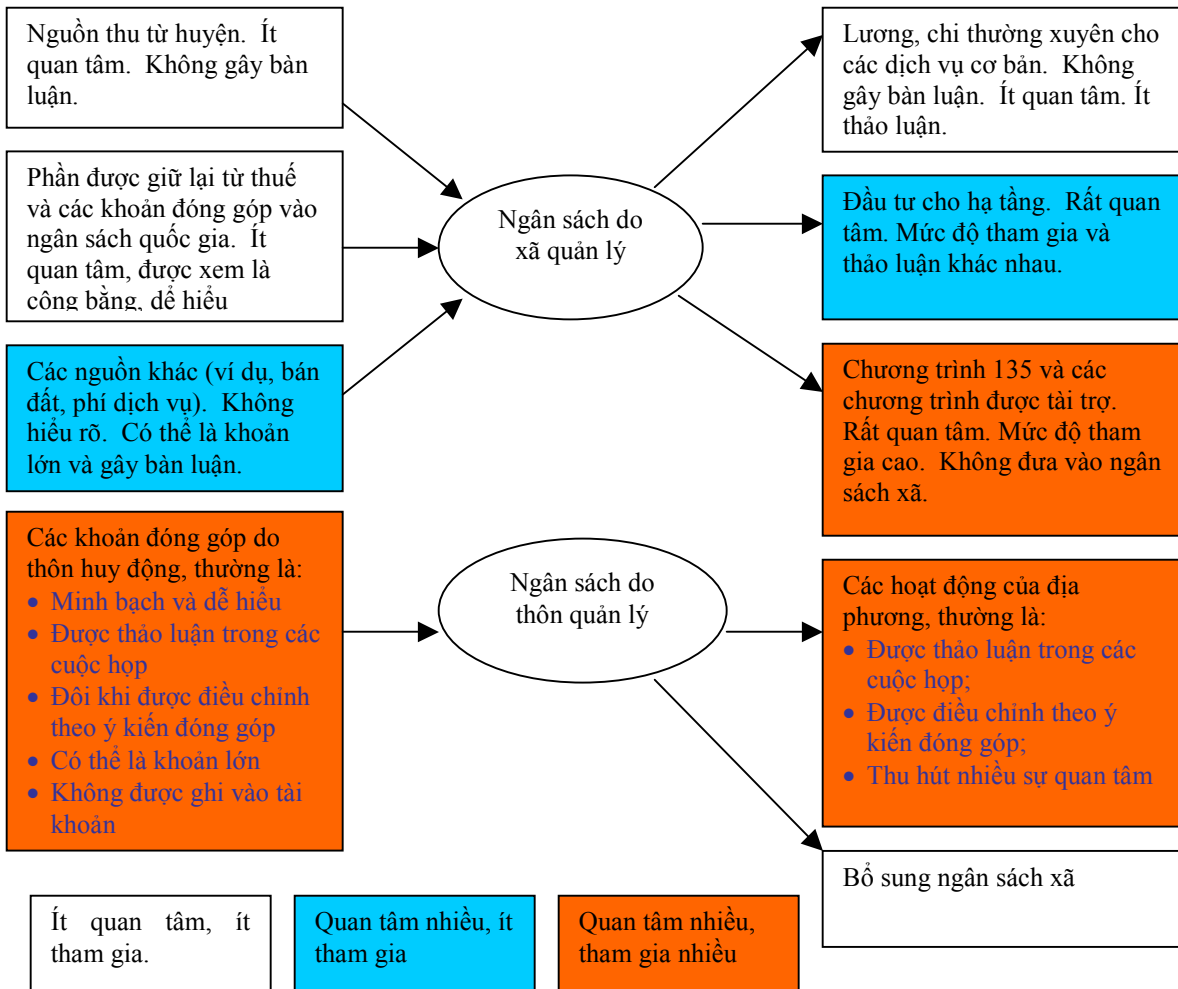 Nguồn thu từ huyện.  Ít
quan tâm.  Không gây bàn
luận.
Phần được giữ lại từ thuế
và các khoản đóng góp vào
ngân sách quốc gia.  Ít
quan tâm, được xem là
công bằng, dể hiểu
Các nguồn khác (ví dụ, bán
đất, phí dịch vụ).  Không
hiểu rõ.  Có thể là khoản
lớn và gây bàn luận.
Ngân sách do
xã quản lý
Lương, chi thường xuyên cho
các dịch vụ cơ bản.  Không
gây bàn luận.  Ít quan tâm. Ít
thảo luận.
Đầu tư cho hạ tầng.  Rất quan
tâm. Mức độ tham gia và
thảo luận khác nhau.
Chương trình 135 và các
chương trình được tài trợ.
Rất quan tâm. Mức độ tham
gia cao.  Không đưa vào ngân
sách xã.
Các khoản đóng góp do
thôn huy động, thường là:
• Minh bạch và dễ hiểu
• Được thảo luận trong các
cuộc họp
• Đôi khi được điều chỉnh
theo ý kiến đóng góp
• Có thể là khoản lớn
• Không được ghi vào tài
khoản
Ngân sách do
thôn quản lý
Các hoạt động của địa
phương, thường là:
• Được thảo luận trong các
cuộc họp;
• Được điều chỉnh theo ý
kiến đóng góp;
• Thu hút nhiều sự quan tâm
Bổ sung ngân sách xã
Ít quan tâm, ít
tham gia.
Quan tâm nhiều, ít
tham gia
Quan tâm nhiều,
tham gia nhiều